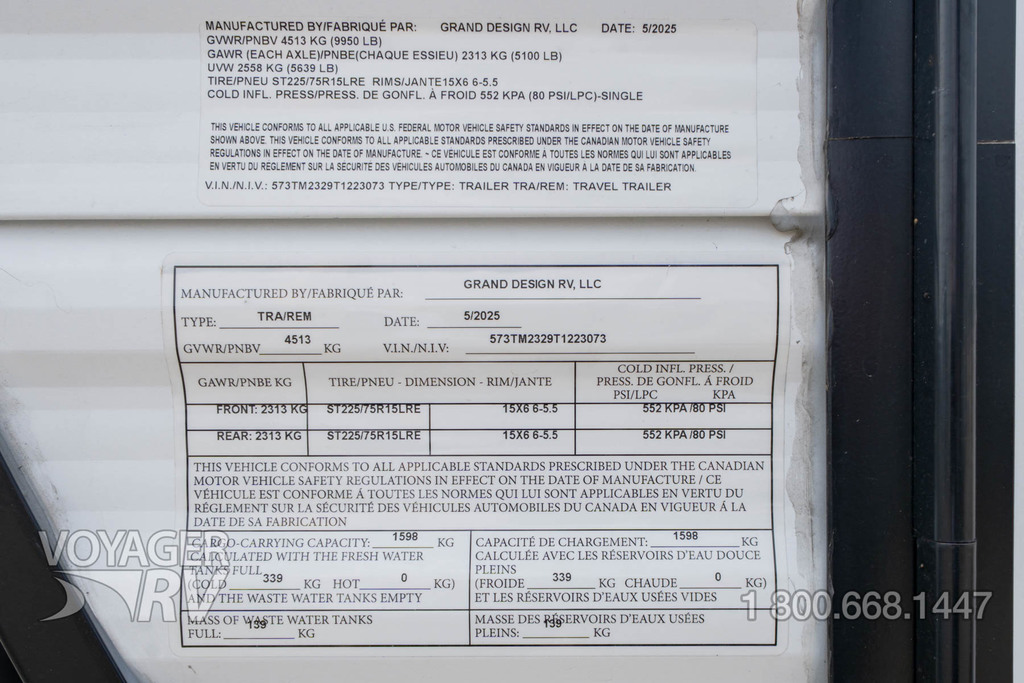 MANUFACTURED BY/FABRIQUÉ PAR: GRAND DESIGN RV, LLC DATE: 5/2025
GVWR/PNBV 4513 KG (9950 LB)
GAWR (EACH AXLE)/PNBE(CHAQUE ESSIEU) 2313 KG (5100 LB)
UVW 2558 KG (5639 LB)
TIRE/PNEU ST225/75R15LRE RIMS/JANTE15X6 6-5.5
COLD INFL. PRESS/PRESS. DE GONFL. À FROID 552 KPA (80 PSI/LPC)-SINGLE
THIS VEHICLE CONFORMS TO ALL APPLICABLE U.S. FEDERAL MOTOR VEHICLE SAFETY STANDARDS IN EFFECT ON THE DATE OF MANUFACTURE
SHOWN ABOVE. THIS VEHICLE CONFORMS TO ALL APPLICABLE STANDARDS PRESCRIBED UNDER THE CANADIAN MOTOR VEHICLE SAFETY
REGULATIONS IN EFFECT ON THE DATE OF MANUFACTURE. ~ CE VÉHICULE EST CONFORME À TOUTES LES NORMES QUI LUI SONT APPLICABLES
EN VERTU DU REGLEMENT SUR LA SÉCURITÉ DES VÉHICULES AUTOMOBILES DU CANADA EN VIGUEUR A LA DATE DE SA FABRICATION.
V.I.N./N.I.V.: 573TM2329T1223073 TYPE/TYPE: TRAILER TRA/REM: TRAVEL TRAILER
MANUFACTURED BY/FABRIQUÉ PAR: GRAND DESIGN RV, LLC
TYPE: TRA/REM DATE: 5/2025
GVWR/PNBV 4513 KG V.I.N./N.I.V.: 573TM2329T1223073
GAWR/PNBE KG TIRE/PNEU - DIMENSION - RIM/JANTE COLD INFL. PRESS. /
PRESS. DE GONFL. Á FROID
PSI/LPC KPA
FRONT: 2313 KG ST225/75R15LRE 15X6 6-5.5 552 KPA /80 PSI
REAR: 2313 KG ST225/75R15LRE 15X6 6-5.5 552 KPA /80 PSI
THIS VEHICLE CONFORMS TO ALL APPLICABLE STANDARDS PRESCRIBED UNDER THE CANADIAN
MOTOR VEHICLE SAFETY REGULATIONS IN EFFECT ON THE DATE OF MANUFACTURE / CE
VÉHICULE EST CONFORME Á TOUTES LES NORMES QUI LUI SONT APPLICABLES EN VERTU DU
RÉGLEMENT SUR LA SÉCURITÉ DES VÉHICULES AUTOMOBILES DU CANADA EN VIGUEUR Á LA
DATE DE SA FABRICATION
CARGO-CARRYING CAPACITY: 1598 KG
CALCULATED WITH THE FRESH WATER
TANKS FULL
(COLD 339 KG HOT 0 KG)
AND THE WASTE WATER TANKS EMPTY
CAPACITÉ DE CHARGEMENT: 1598 KG
CALCULÉE AVEC LES RÉSERVOIRS D'EAU DOUCE
PLEINS
(FROIDE 339 KG CHAUDE 0 KG)
ET LES RÉSERVOIRS D'EAUX USÉES VIDES
MASS OF WASTE WATER TANKS
FULL: 139 KG
MASSE DES RÉSERVOIRS D'EAUX USÉES
PLEINS: 139 KG
VOYAGER
RV
1 800.668.1447